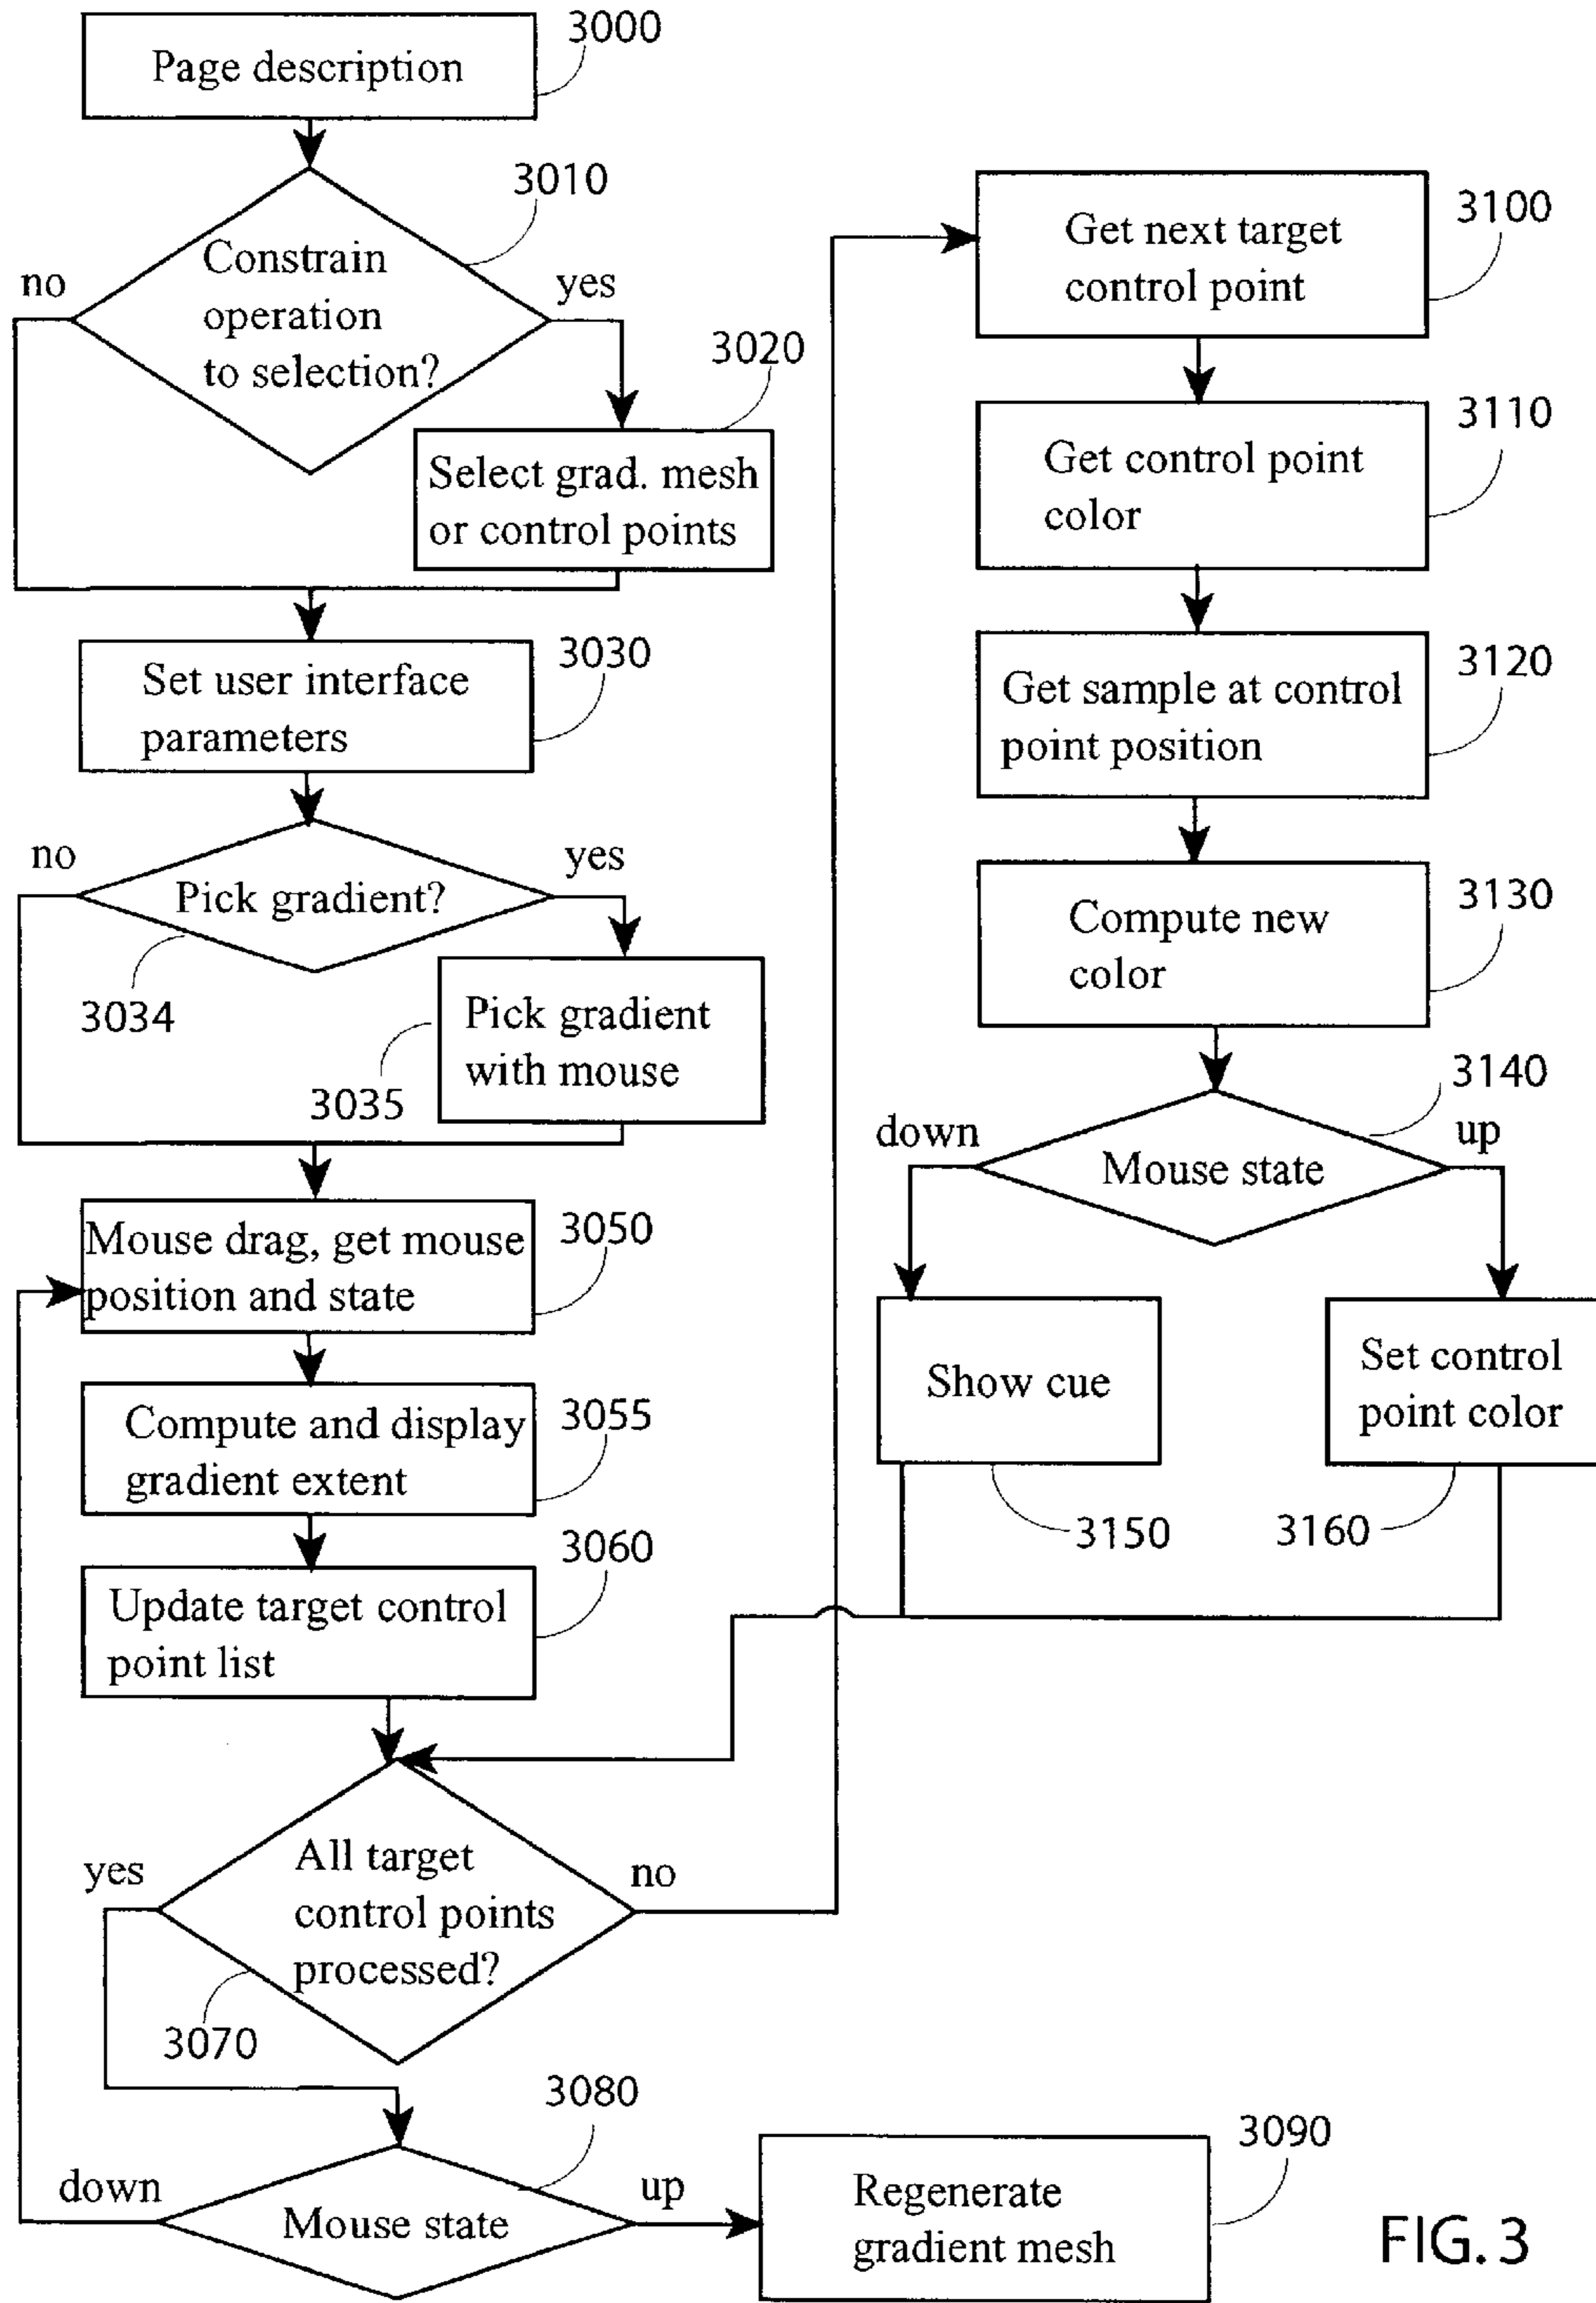 Page description
3000
3010
Constrain
operation
to selection?
no
yes
3020
Select grad. mesh
or control points
Set user interface
parameters
3030
no
yes
Pick gradient?
3034
Pick gradient
with mouse
3035
Mouse drag, get mouse
position and state
3050
Compute and display
gradient extent
3055
Update target control
point list
3060
All target
control points
processed?
yes
no
3070
3080
Mouse state
down
up
Regenerate
gradient mesh
3090
Get next target
control point
3100
Get control point
color
3110
Get sample at control
point position
3120
Compute new
color
3130
3140
down
up
Mouse state
Show cue
3150
Set control
point color
3160
FIG. 3